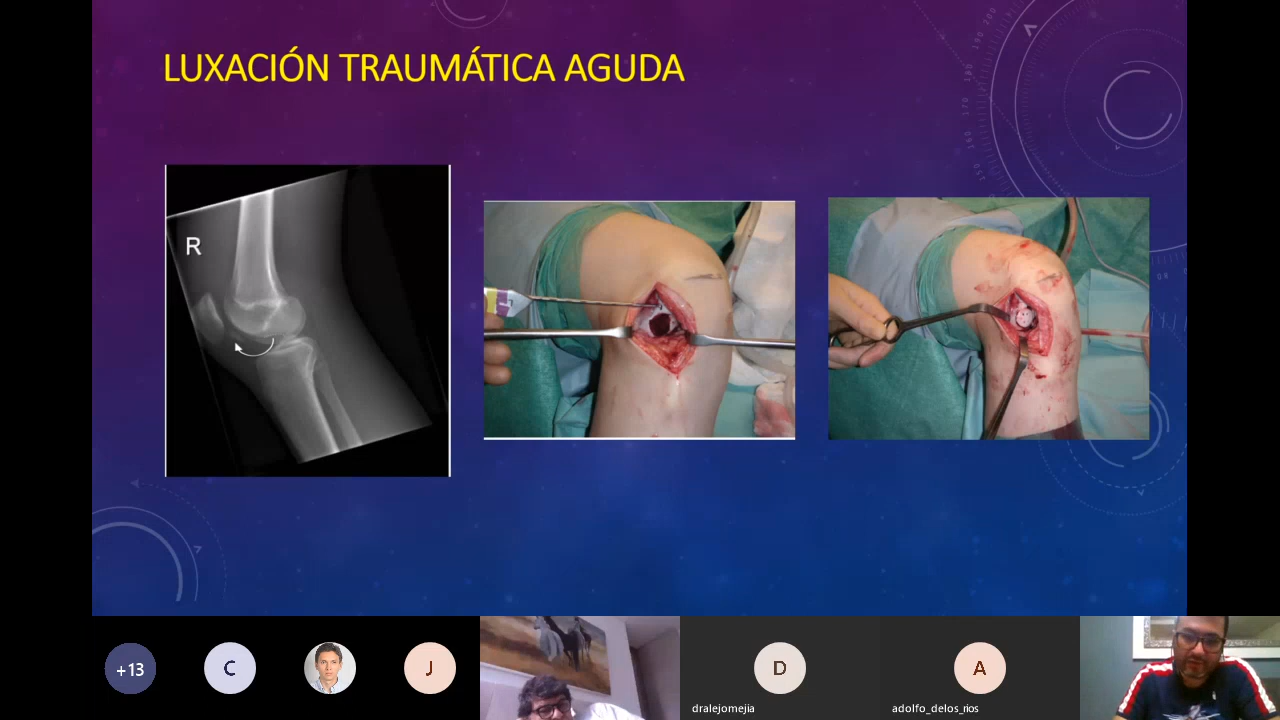 LUXACIÓN TRAUMÁTICA AGUDA
R
+13
C
J
D
dralejomejia
A
adolfo_delos_rios